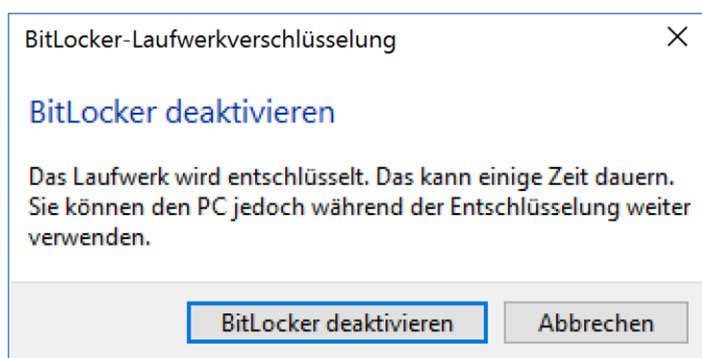 BitLocker-Laufwerkverschlüsselung
BitLocker deaktivieren
Das Laufwerk wird entschlüsselt. Das kann einige Zeit dauern.
Sie können den PC jedoch während der Entschlüsselung weiter
verwenden.
BitLocker deaktivieren
Abbrechen